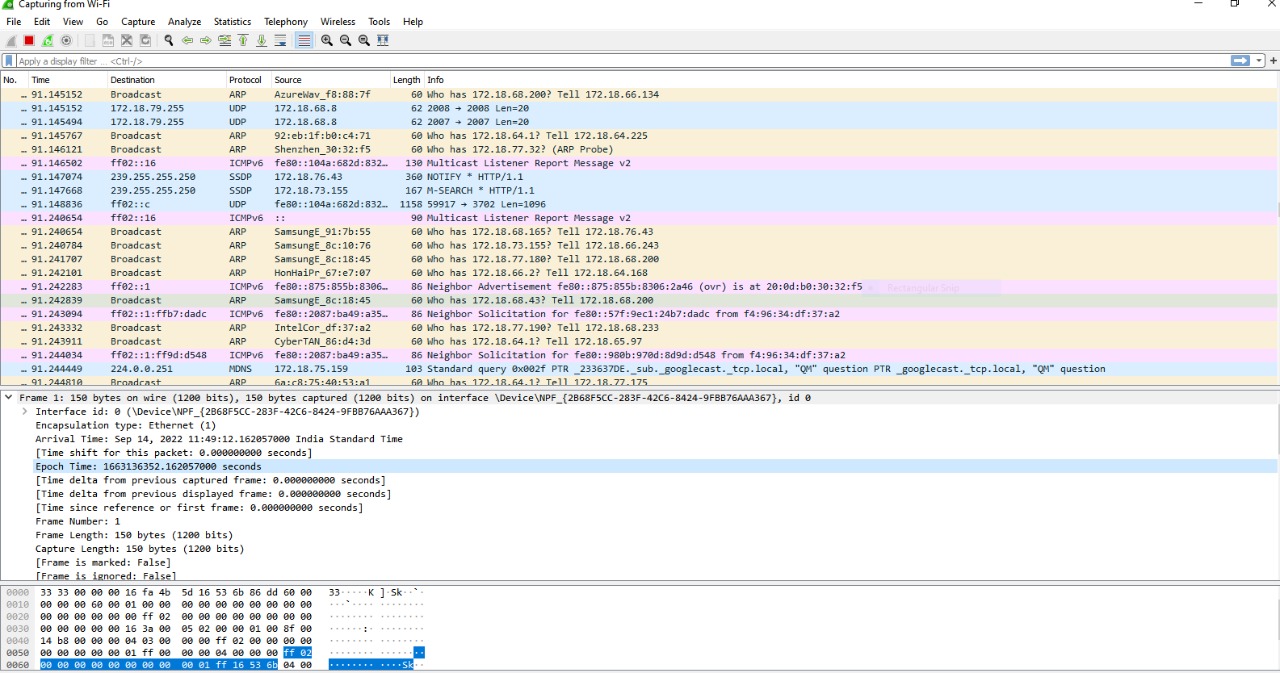 Capturing from Wi-Fi
File Edit View Go Capture Analyze Statistics Telephony Wireless Tools Help
Apply a display filter ... <Ctrl-/>
No. Time Destination Protocol Source Length Info
… 91.145152 Broadcast ARP AzureWav_f8:88:7f 60 Who has 172.18.68.200? Tell 172.18.66.134
… 91.145152 172.18.79.255 UDP 172.18.68.8 62 2008 → 2008 Len=20
… 91.145494 172.18.79.255 UDP 172.18.68.8 62 2007 → 2007 Len=20
… 91.145767 Broadcast ARP 92:eb:1f:b0:c4:71 60 Who has 172.18.64.1? Tell 172.18.64.225
… 91.146121 Broadcast ARP Shenzhen_30:32:f5 60 Who has 172.18.77.32? (ARP Probe)
… 91.146502 ff02::16 ICMPv6 fe80::104a:682d:832… 130 Multicast Listener Report Message v2
… 91.147074 239.255.255.250 SSDP 172.18.76.43 360 NOTIFY * HTTP/1.1
… 91.147668 239.255.255.250 SSDP 172.18.73.155 167 M-SEARCH * HTTP/1.1
… 91.148836 ff02::c UDP fe80::104a:682d:832… 1158 59917 → 3702 Len=1096
… 91.240654 ff02::16 ICMPv6 :: 90 Multicast Listener Report Message v2
… 91.240654 Broadcast ARP SamsungE_91:7b:55 60 Who has 172.18.68.165? Tell 172.18.76.43
… 91.240784 Broadcast ARP SamsungE_8c:10:76 60 Who has 172.18.73.155? Tell 172.18.66.243
… 91.241707 Broadcast ARP SamsungE_8c:18:45 60 Who has 172.18.77.180? Tell 172.18.68.200
… 91.242101 Broadcast ARP HonHaiPr_67:e7:07 60 Who has 172.18.66.2? Tell 172.18.64.168
… 91.242283 ff02::1 ICMPv6 fe80::875:855b:8306… 86 Neighbor Advertisement fe80::875:855b:8306:2a46 (ovr) is at 20:0d:b0:30:32:f5
Rectangular Snip
… 91.242839 Broadcast ARP SamsungE_8c:18:45 60 Who has 172.18.68.43? Tell 172.18.68.200
… 91.243094 ff02::1:ffb7:dadc ICMPv6 fe80::2087:ba49:a35… 86 Neighbor Solicitation for fe80::57f:9ec1:24b7:dadc from f4:96:34:df:37:a2
… 91.243332 Broadcast ARP IntelCor_df:37:a2 60 Who has 172.18.77.190? Tell 172.18.68.233
… 91.243911 Broadcast ARP CyberTAN_86:d4:3d 60 Who has 172.18.64.1? Tell 172.18.65.97
… 91.244034 ff02::1:ff9d:d548 ICMPv6 fe80::2087:ba49:a35… 86 Neighbor Solicitation for fe80::980b:970d:8d9d:d548 from f4:96:34:df:37:a2
… 91.244449 224.0.0.251 MDNS 172.18.75.159 103 Standard query 0x002f PTR _233637DE._sub._googlecast._tcp.local, "QM" question PTR _googlecast._tcp.local, "QM" question
… 91.244810 Broadcast ARP 6a:c8:75:40:53:a1 60 Who has 172.18.64.1? Tell 172.18.77.175
Frame 1: 150 bytes on wire (1200 bits), 150 bytes captured (1200 bits) on interface \Device\NPF_{2B68F5CC-283F-42C6-8424-9FBB76AAA367}, id 0
Interface id: 0 (\Device\NPF_{2B68F5CC-283F-42C6-8424-9FBB76AAA367})
Encapsulation type: Ethernet (1)
Arrival Time: Sep 14, 2022 11:49:12.162057000 India Standard Time
[Time shift for this packet: 0.000000000 seconds]
Epoch Time: 1663136352.162057000 seconds
[Time delta from previous captured frame: 0.000000000 seconds]
[Time delta from previous displayed frame: 0.000000000 seconds]
[Time since reference or first frame: 0.000000000 seconds]
Frame Number: 1
Frame Length: 150 bytes (1200 bits)
Capture Length: 150 bytes (1200 bits)
[Frame is marked: False]
[Frame is ignored: False]
0000 33 33 00 00 00 16 fa 4b 5d 16 53 6b 86 dd 60 00 33·····K ]·Sk··`·
0010 00 00 00 60 00 01 00 00 00 00 00 00 00 00 00 00 ···`···· ········
0020 00 00 00 00 00 00 ff 02 00 00 00 00 00 00 00 00 ········ ········
0030 00 00 00 00 00 16 3a 00 05 02 00 00 01 00 8f 00 ······:· ········
0040 14 b8 00 00 00 04 03 00 00 00 ff 02 00 00 00 00 ········ ········
0050 00 00 00 00 00 01 ff 00 00 00 04 00 00 00 ff 02 ········ ········
0060 00 00 00 00 00 00 00 00 00 01 ff 16 53 6b 04 00 ········ ····Sk··